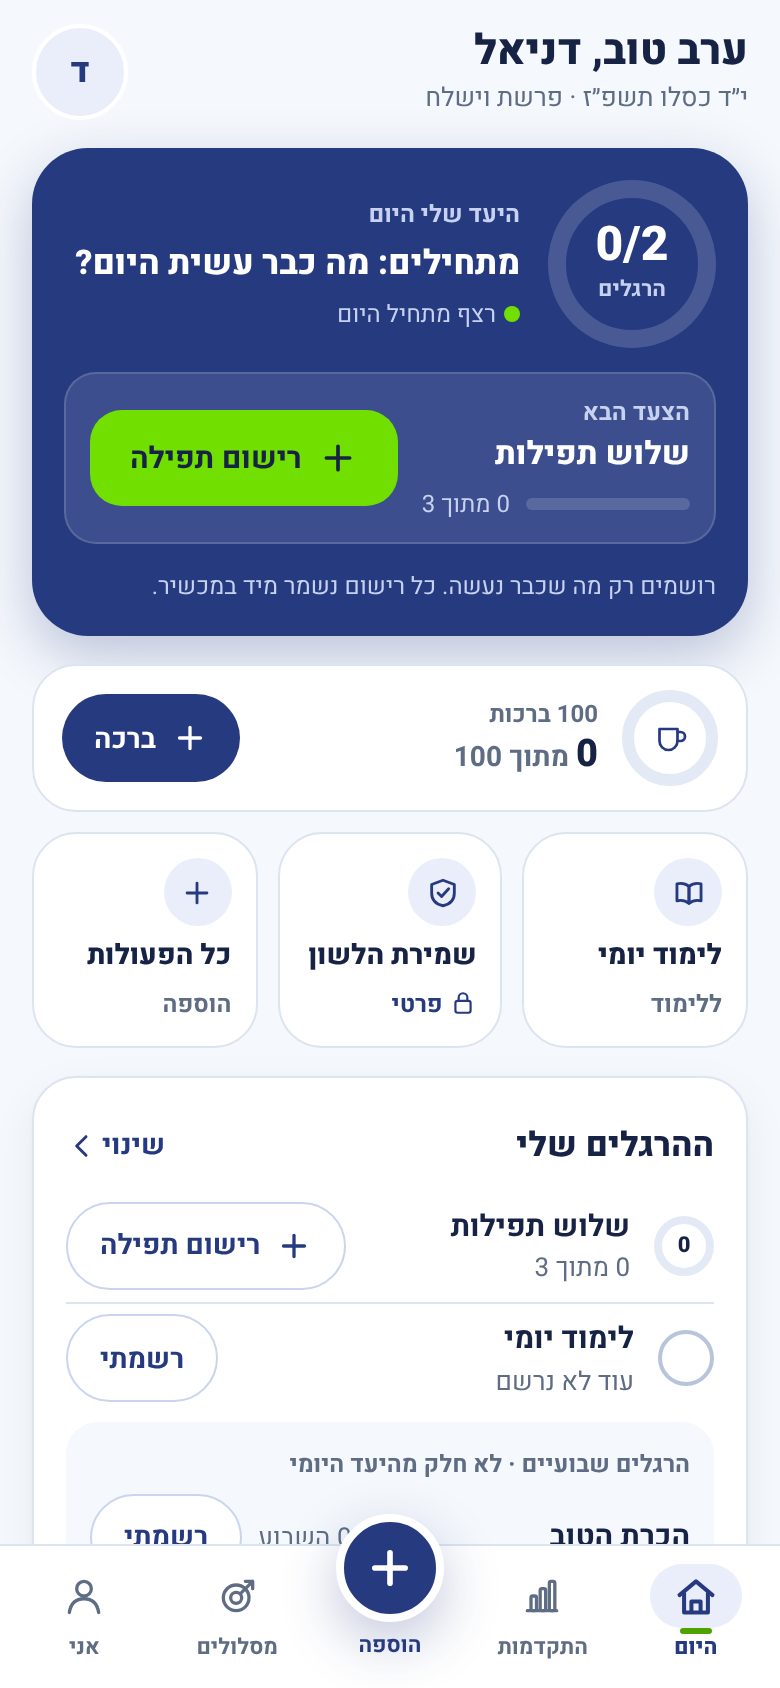 ערב טוב, דניאל
י״ד כסלו תשפ״ז · פרשת וישלח
ד
0/2
הרגלים
היעד שלי היום
מתחילים: מה כבר עשית היום?
רצף מתחיל היום
הצעד הבא
שלוש תפילות
0 מתוך 3
רישום תפילה
רושמים רק מה שכבר נעשה. כל רישום נשמר מיד במכשיר.
100 ברכות
0 מתוך 100
ברכה
לימוד יומי
ללימוד
שמירת הלשון
פרטי
כל הפעולות
הוספה
ההרגלים שלי
שינוי
0
שלוש תפילות
0 מתוך 3
רישום תפילה
לימוד יומי
עוד לא נרשם
רשמתי
הרגלים שבועיים · לא חלק מהיעד היומי
הכרת הטוב
0 השבוע
רשמתי
היום
התקדמות
הוספה
מסלולים
אני